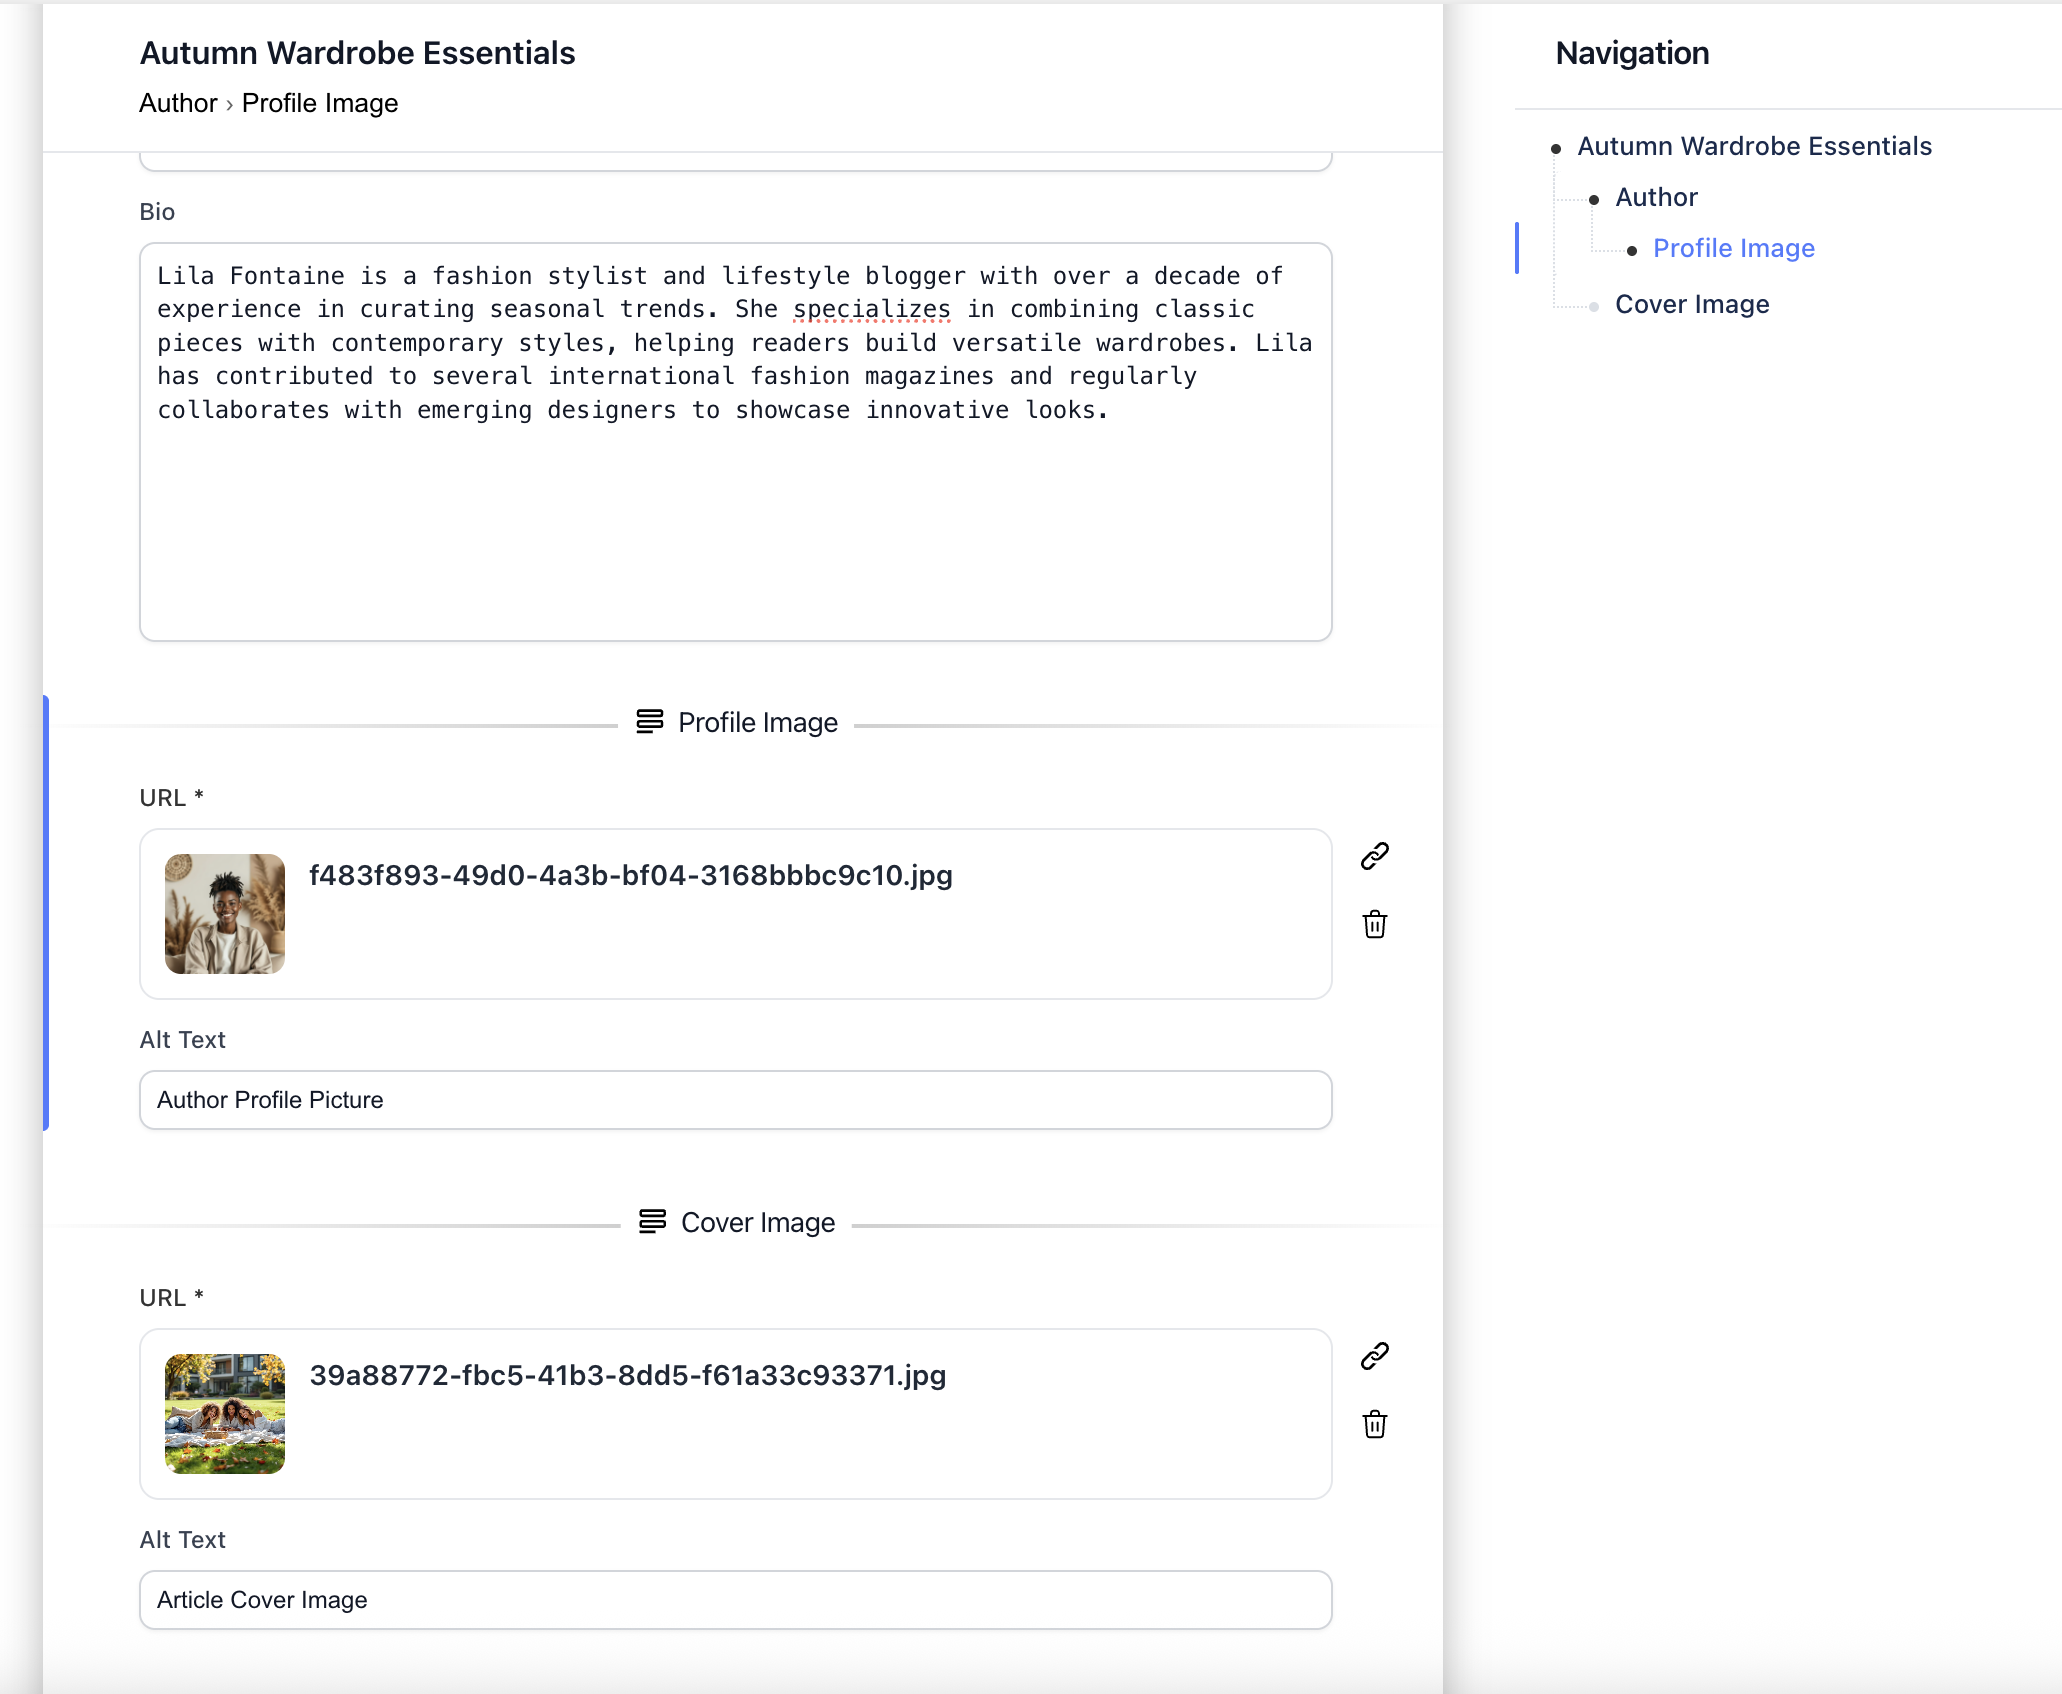 Autumn Wardrobe Essentials
Author › Profile Image
Bio
Lila Fontaine is a fashion stylist and lifestyle blogger with over a decade of
experience in curating seasonal trends. She specializes in combining classic
pieces with contemporary styles, helping readers build versatile wardrobes. Lila
has contributed to several international fashion magazines and regularly
collaborates with emerging designers to showcase innovative looks.
Profile Image
URL *
f483f893-49d0-4a3b-bf04-3168bbbc9c10.jpg
Alt Text
Author Profile Picture
Cover Image
URL *
39a88772-fbc5-41b3-8dd5-f61a33c93371.jpg
Alt Text
Article Cover Image
Navigation
Autumn Wardrobe Essentials
Author
Profile Image
Cover Image